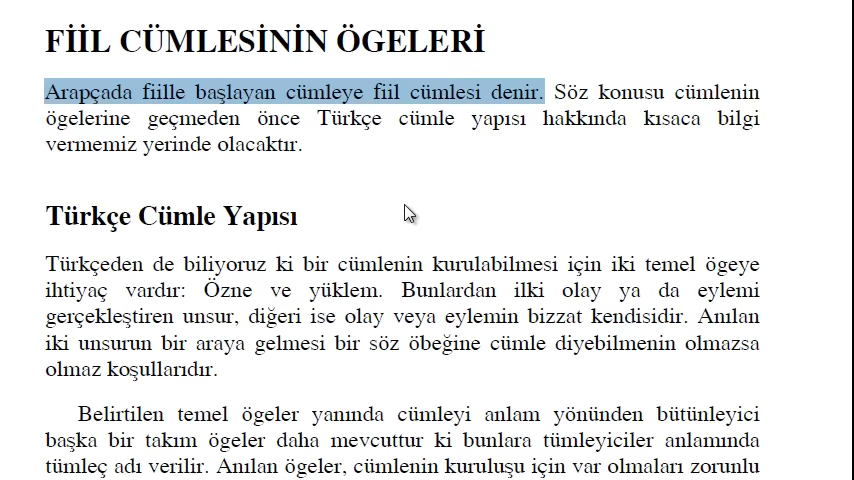 FİİL CÜMLESİNİN ÖGELERİ
Arapçada fiille başlayan cümleye fiil cümlesi denir. Söz konusu cümlenin
ögelerine geçmeden önce Türkçe cümle yapısı hakkında kısaca bilgi
vermemiz yerinde olacaktır.
Türkçe Cümle Yapısı
Türkçeden de biliyoruz ki bir cümlenin kurulabilmesi için iki temel ögeye
ihtiyaç vardır: Özne ve yüklem. Bunlardan ilki olay ya da eylemi
gerçekleştiren unsur, diğeri ise olay veya eylemin bizzat kendisidir. Anılan
iki unsurun bir araya gelmesi bir söz öbeğine cümle diyebilmenin olmazsa
olmaz koşullarıdır.
Belirtilen temel ögeler yanında cümleyi anlam yönünden bütünleyici
başka bir takım ögeler daha mevcuttur ki bunlara tümleyiciler anlamında
tümleç adı verilir. Anılan ögeler, cümlenin kuruluşu için var olmaları zorunlu